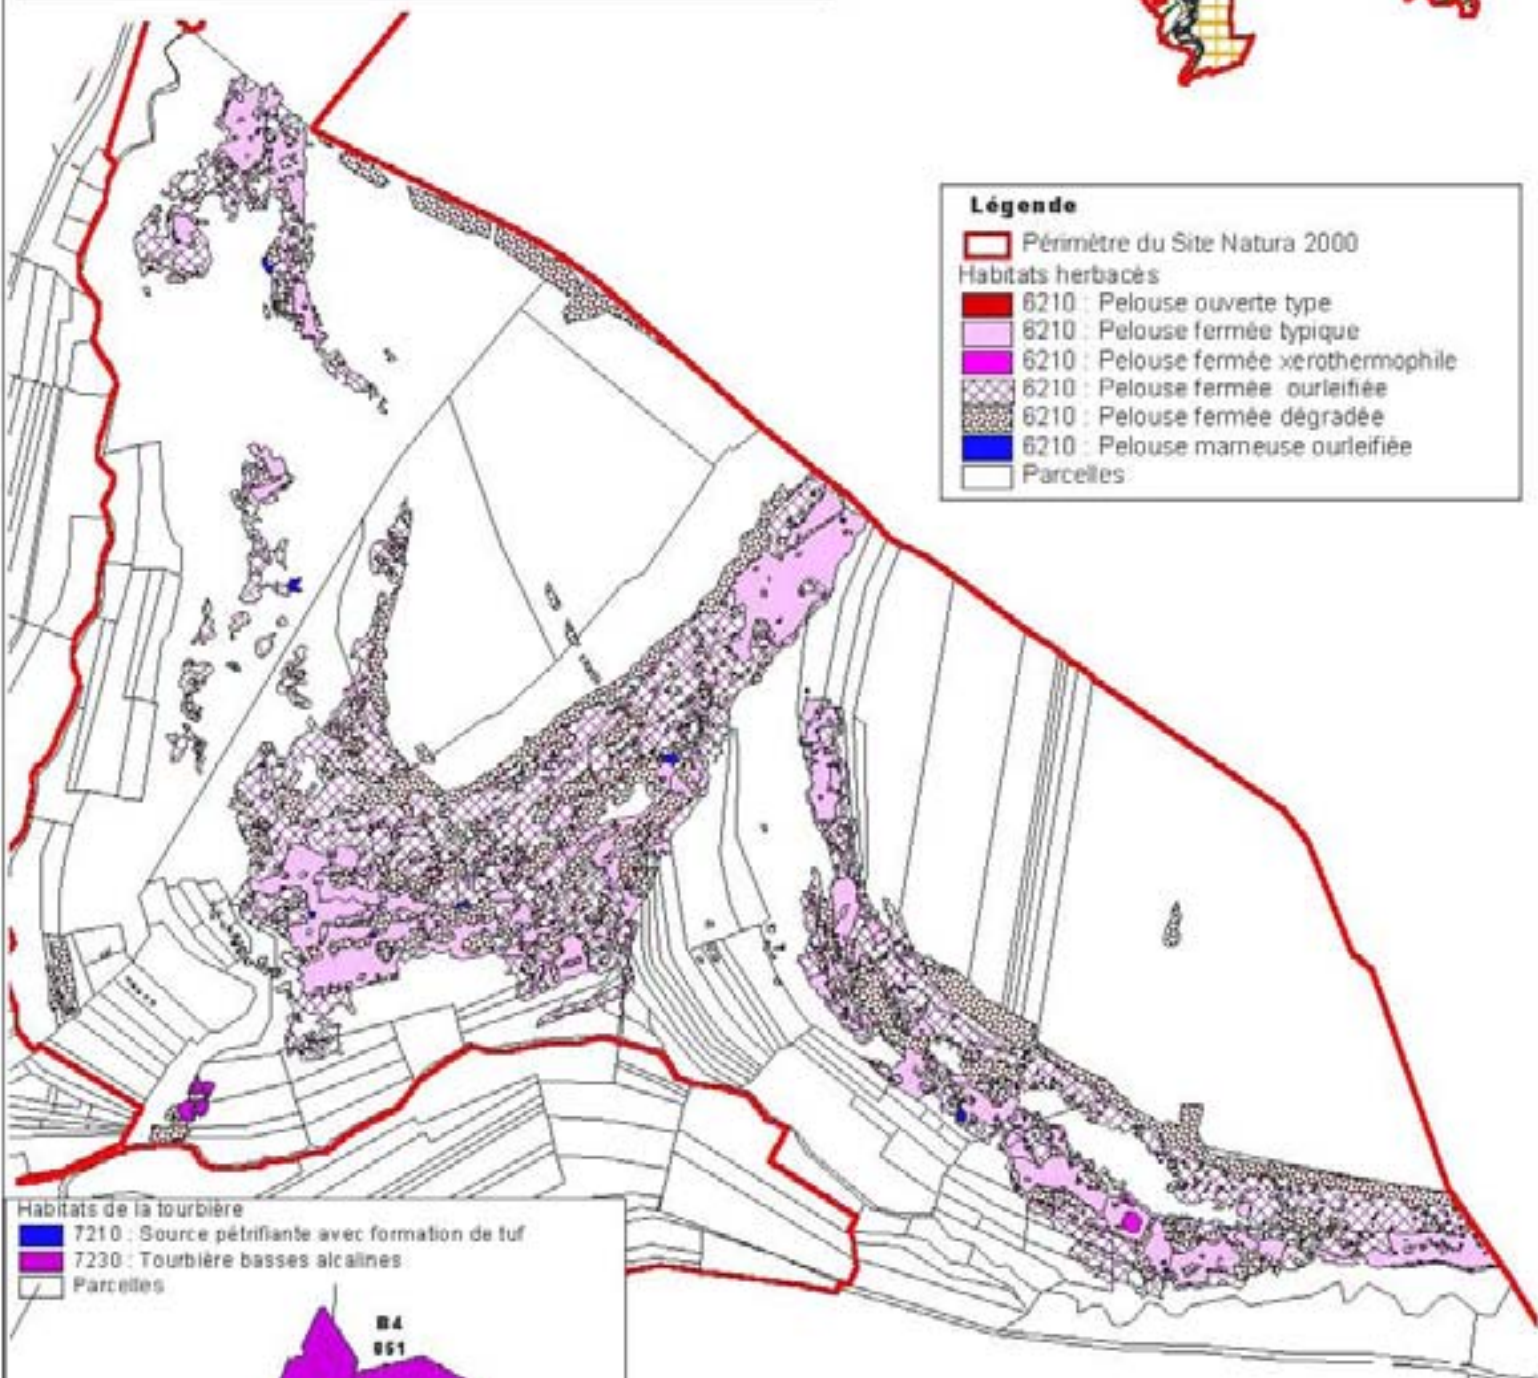 Légende
Périmètre du Site Natura 2000
Habitats herbacès
6210 : Pelouse ouverte type
6210 : Pelouse fermée typique
6210 : Pelouse fermée xerothermophile
6210 : Pelouse fermée ourleifiée
6210 : Pelouse fermée dégradée
6210 : Pelouse marneuse ourleifiée
Parcelles
Habitats de la tourbière
7210 : Source pétrifiante avec formation de tuf
7230 : Tourbière basses alcalines
Parcelles
B4
861